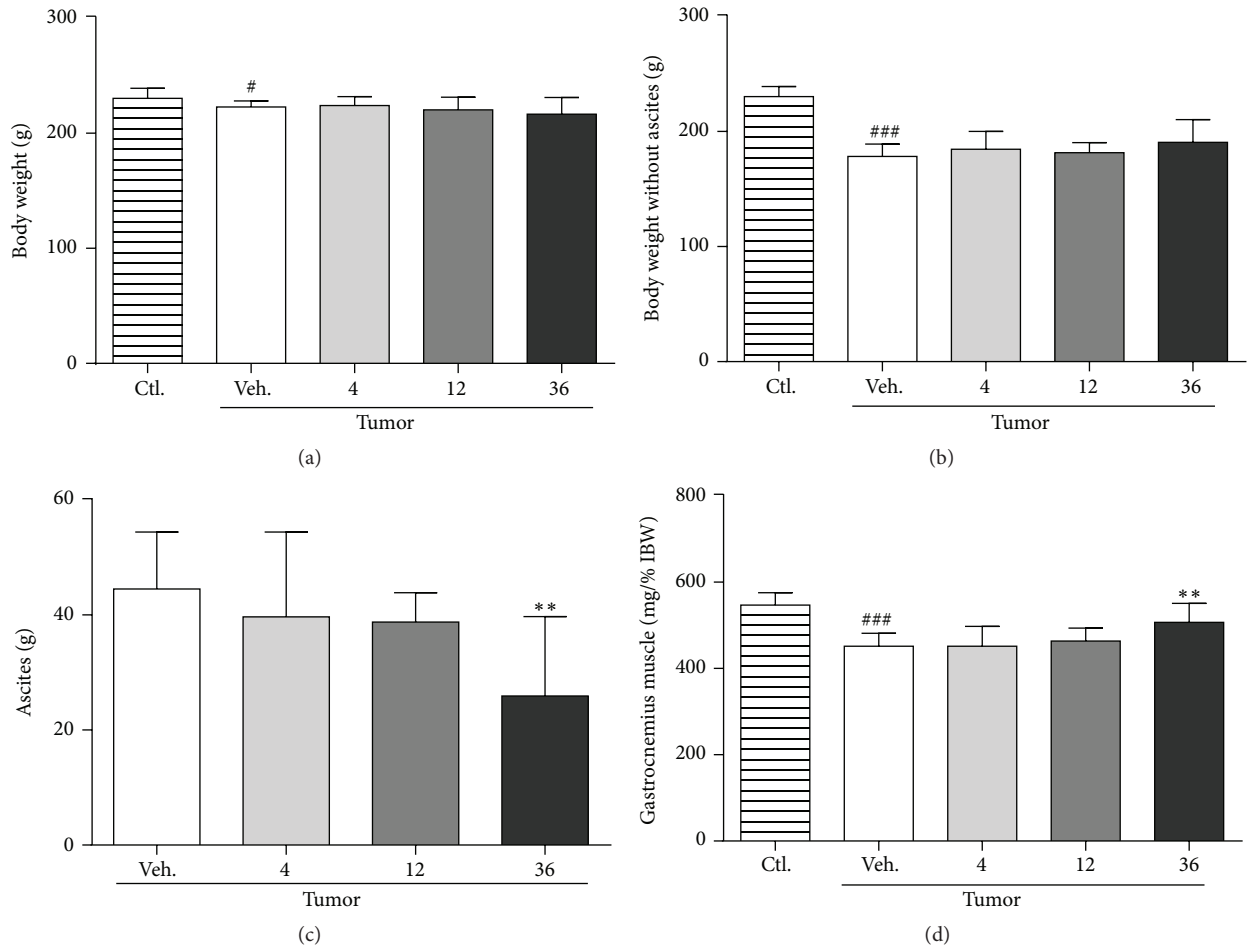 300
200
100
0
Body weight (g)
#
Ctl.
Veh.
4
12
36
Tumor
(a)
300
200
100
0
Body weight without ascites (g)
###
Ctl.
Veh.
4
12
36
Tumor
(b)
60
40
20
0
Ascites (g)
**
Veh.
4
12
36
Tumor
(c)
800
600
400
200
0
Gastrocnemius muscle (mg/% IBW)
###
**
Ctl.
Veh.
4
12
36
Tumor
(d)